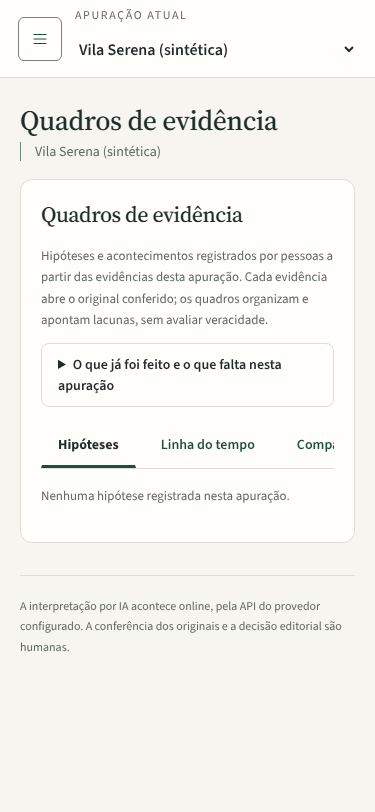 APURAÇÃO ATUAL
Vila Serena (sintética)
Quadros de evidência
Vila Serena (sintética)
Quadros de evidência
Hipóteses e acontecimentos registrados por pessoas a
partir das evidências desta apuração. Cada evidência
abre o original conferido; os quadros organizam e
apontam lacunas, sem avaliar veracidade.
O que já foi feito e o que falta nesta
apuração
Hipóteses Linha do tempo Compa
Nenhuma hipótese registrada nesta apuração.
A interpretação por IA acontece online, pela API do provedor
configurado. A conferência dos originais e a decisão editorial são
humanas.